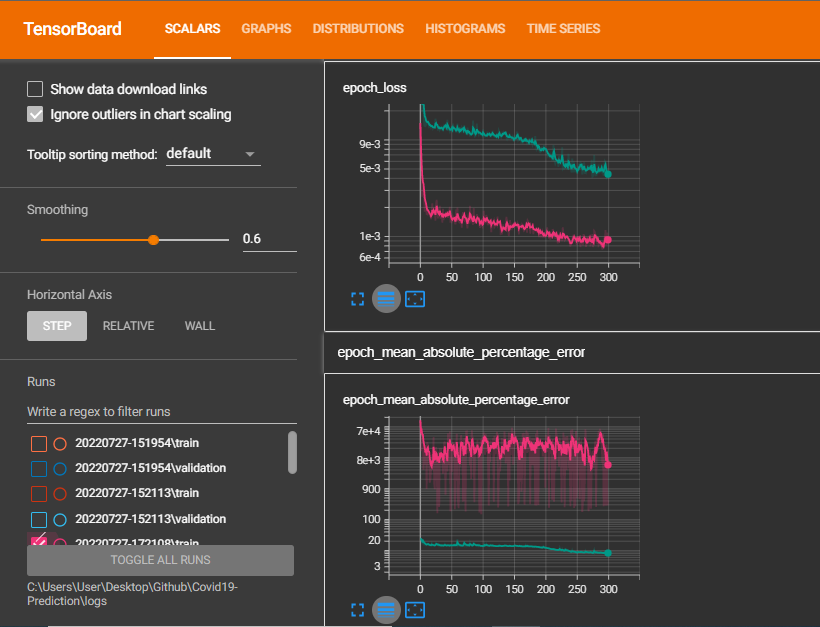 TensorBoard
SCALARS
GRAPHS
DISTRIBUTIONS
HISTOGRAMS
TIME SERIES
Show data download links
Ignore outliers in chart scaling
Tooltip sorting method:
default
Smoothing
0.6
Horizontal Axis
STEP
RELATIVE
WALL
Runs
Write a regex to filter runs
20220727-151954\train
20220727-151954\validation
20220727-152113\train
20220727-152113\validation
20220727-172108\train
TOGGLE ALL RUNS
C:\Users\User\Desktop\Github\Covid19-
Prediction\logs
epoch_loss
9e-3
5e-3
1e-3
6e-4
0 50 100 150 200 250 300
epoch_mean_absolute_percentage_error
epoch_mean_absolute_percentage_error
7e+4
8e+3
900
100
20
3
0 50 100 150 200 250 300